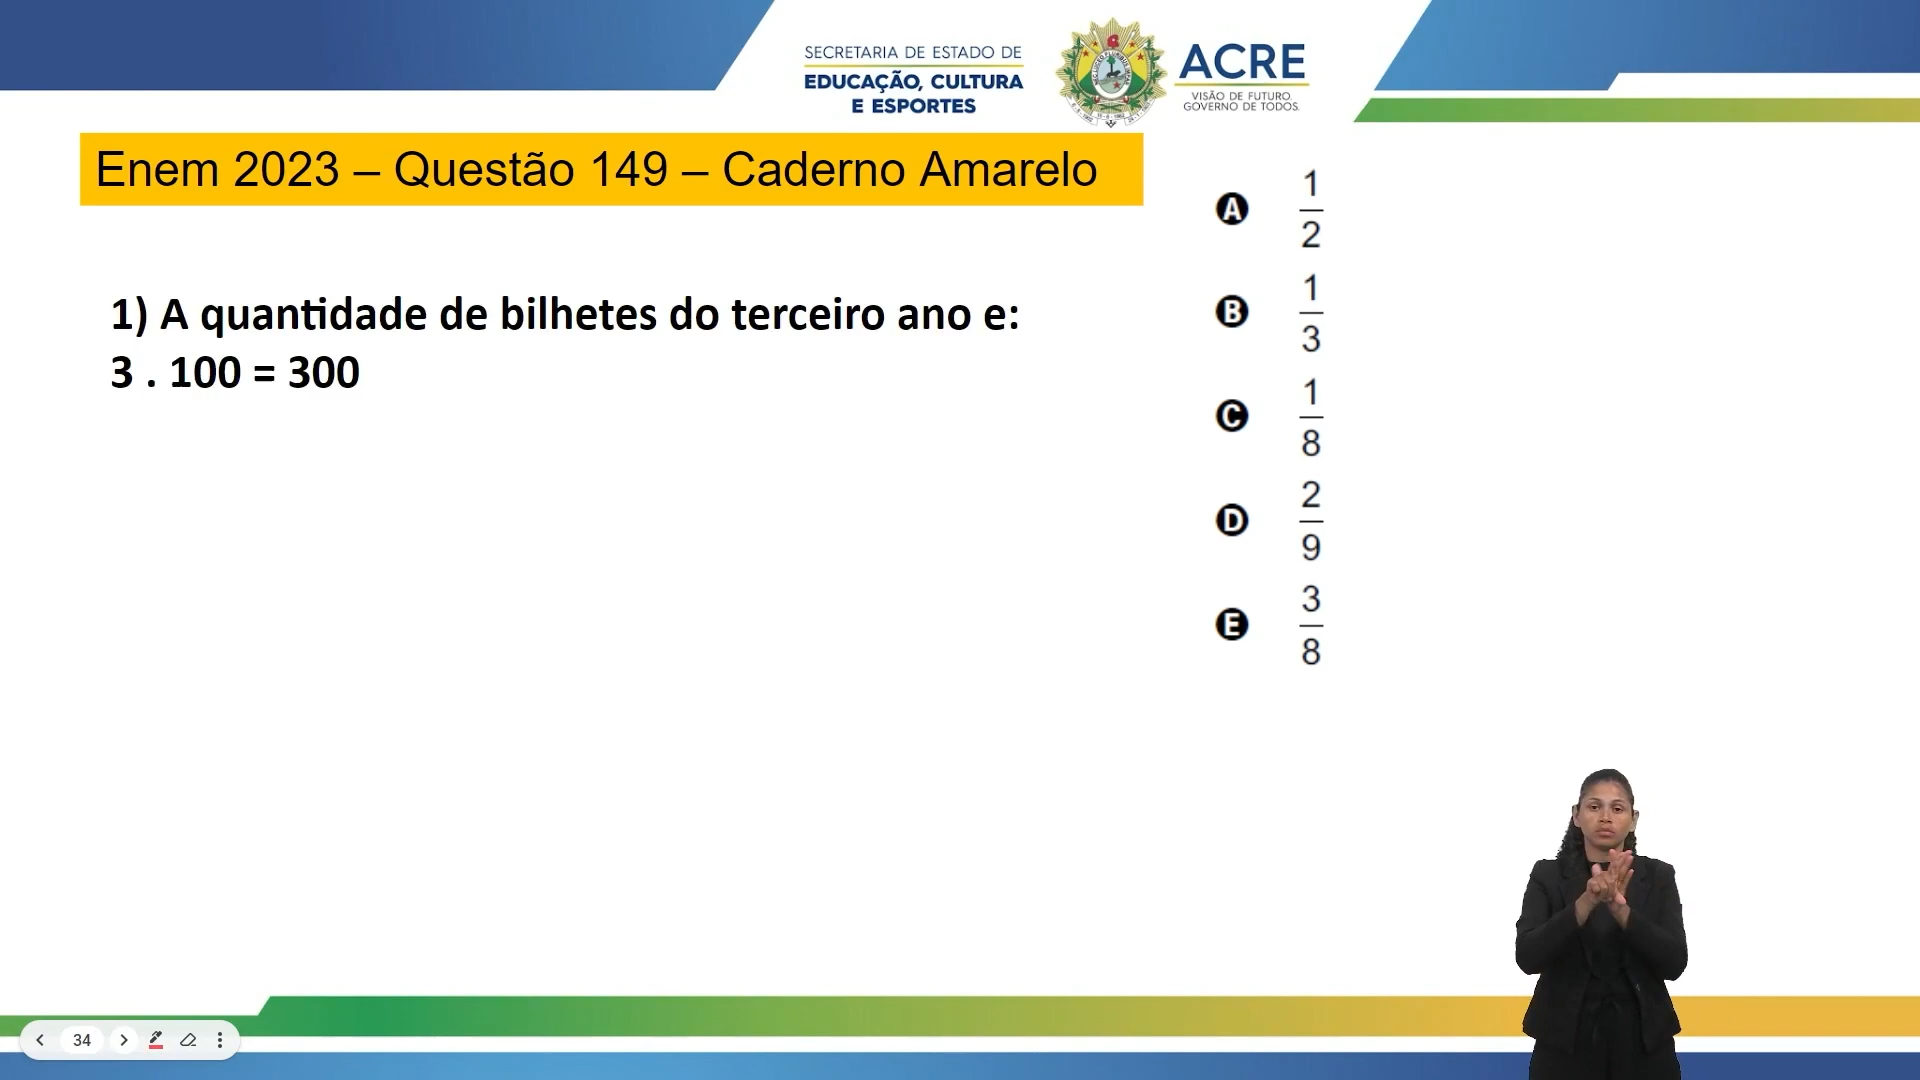 SECRETARIA DE ESTADO DE
EDUCAÇÃO, CULTURA
E ESPORTES
ACRE
VISÃO DE FUTURO.
GOVERNO DE TODOS.
Enem 2023 – Questão 149 – Caderno Amarelo
1) A quantidade de bilhetes do terceiro ano e:
3 . 100 = 300
A 1/2
B 1/3
C 1/8
D 2/9
E 3/8
34